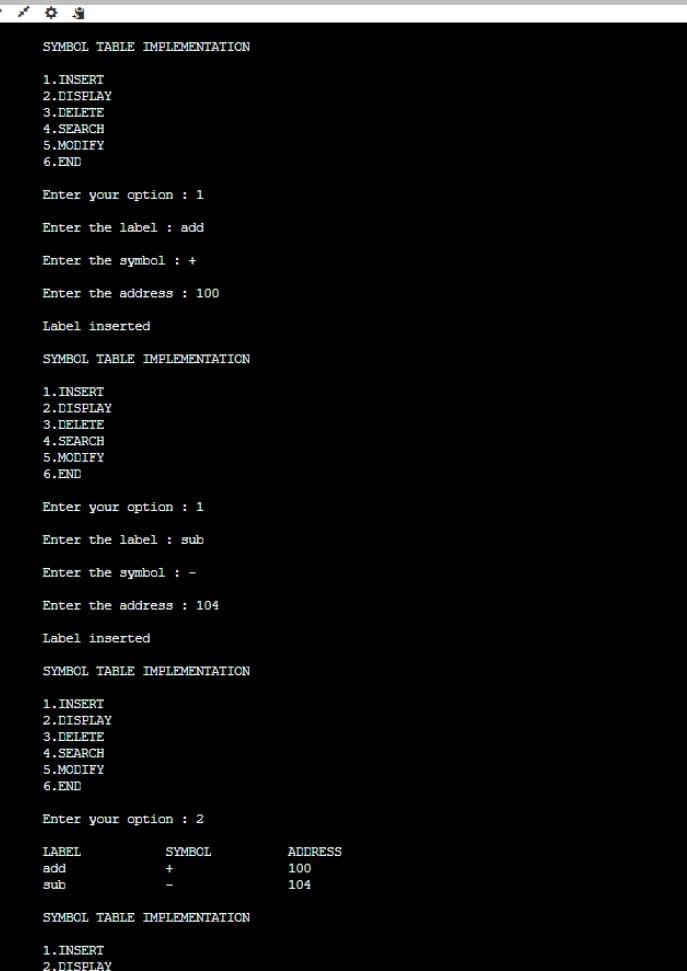 SYMBOL TABLE IMPLEMENTATION
1.INSERT
2.DISPLAY
3.DELETE
4.SEARCH
5.MODIFY
6.END
Enter your option : 1
Enter the label : add
Enter the symbol : +
Enter the address : 100
Label inserted
SYMBOL TABLE IMPLEMENTATION
1.INSERT
2.DISPLAY
3.DELETE
4.SEARCH
5.MODIFY
6.END
Enter your option : 1
Enter the label : sub
Enter the symbol : -
Enter the address : 104
Label inserted
SYMBOL TABLE IMPLEMENTATION
1.INSERT
2.DISPLAY
3.DELETE
4.SEARCH
5.MODIFY
6.END
Enter your option : 2
LABEL SYMBOL ADDRESS
add + 100
sub - 104
SYMBOL TABLE IMPLEMENTATION
1.INSERT
2.DISPLAY